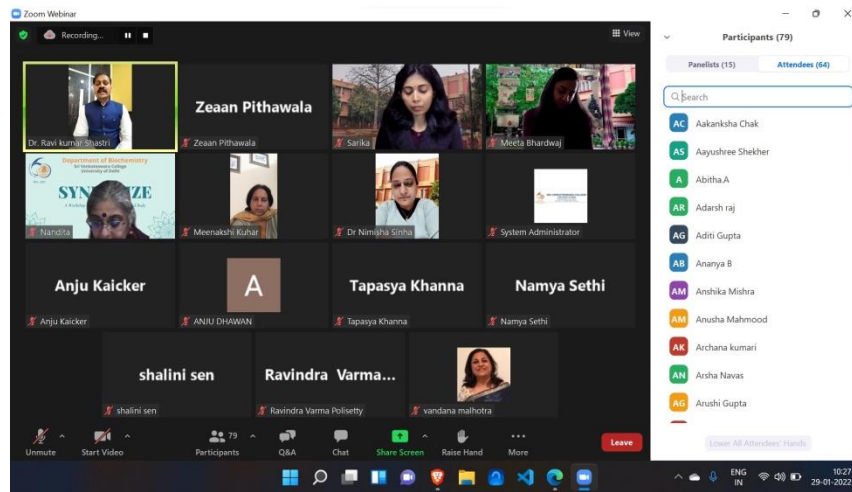 Zoom Webinar
Recording...
View
Participants (79)
Panelists (15)
Attendees (64)
Search
Dr. Ravi kumar Shastri
Zeaan Pithawala
Zeaan Pithawala
Sarika
Meeta Bhardwaj
Department of Biochemistry
Sri Venkateswara College
University of Delhi
Nandita
Meenakshi Kuhar
Dr Nimisha Sinha
System Administrator
Anju Kaicker
Anju Kaicker
A
ANJU DHAWAN
Tapasya Khanna
Tapasya Khanna
Namya Sethi
Namya Sethi
shalini sen
shalini sen
Ravindra Varma...
Ravindra Varma Polisetty
vandana malhotra
AC Aakanksha Chak
AS Aayushree Shekher
A Abitha.A
AR Adarsh raj
AG Aditi Gupta
AB Ananya B
AM Anshika Mishra
AM Anusha Mahmood
AK Archana kumari
AN Arsha Navas
AG Arushi Gupta
Lower All Attendees' Hands
Unmute
Start Video
79
Participants
Q&A
Chat
Share Screen
Raise Hand
More
Leave
ENG
IN
10:27
29-01-2022